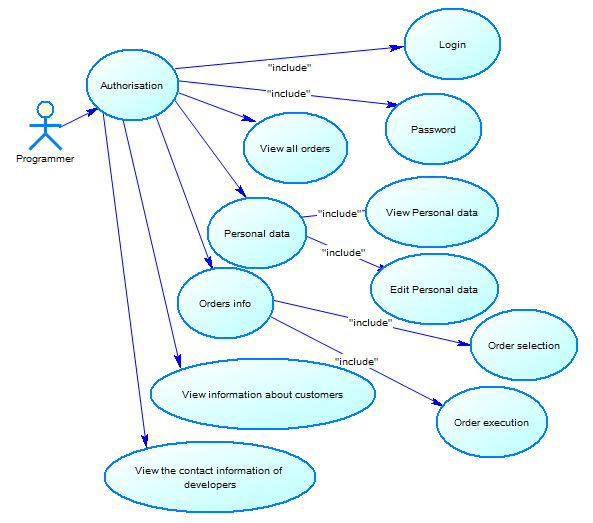 Login
"include"
Authorisation
"include"
Password
View all orders
Programmer
View Personal data
"include"
Personal data
"include"
Edit Personal data
Orders info
"include"
Order selection
"include"
View information about customers
Order execution
View the contact information of
developers